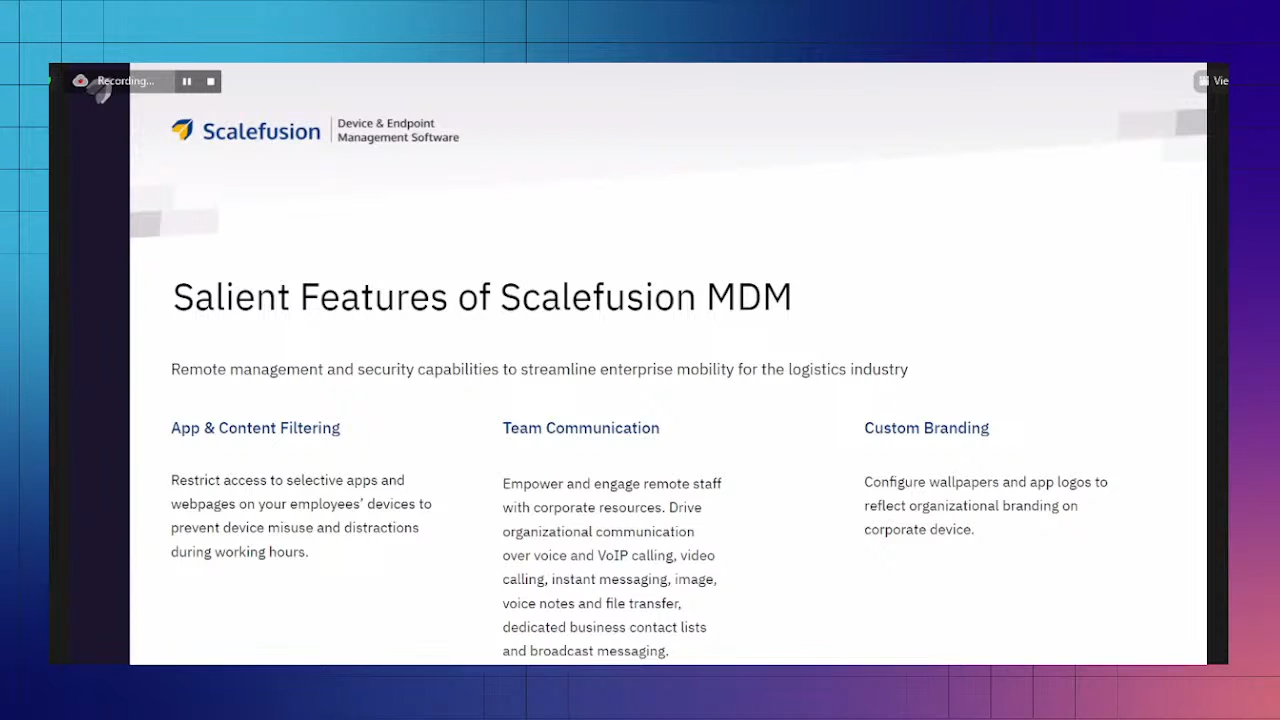 Recording...
Vie
Scalefusion
Device & Endpoint
Management Software
Salient Features of Scalefusion MDM
Remote management and security capabilities to streamline enterprise mobility for the logistics industry
App & Content Filtering
Restrict access to selective apps and
webpages on your employees’ devices to
prevent device misuse and distractions
during working hours.
Team Communication
Empower and engage remote staff
with corporate resources. Drive
organizational communication
over voice and VoIP calling, video
calling, instant messaging, image,
voice notes and file transfer,
dedicated business contact lists
and broadcast messaging.
Custom Branding
Configure wallpapers and app logos to
reflect organizational branding on
corporate device.